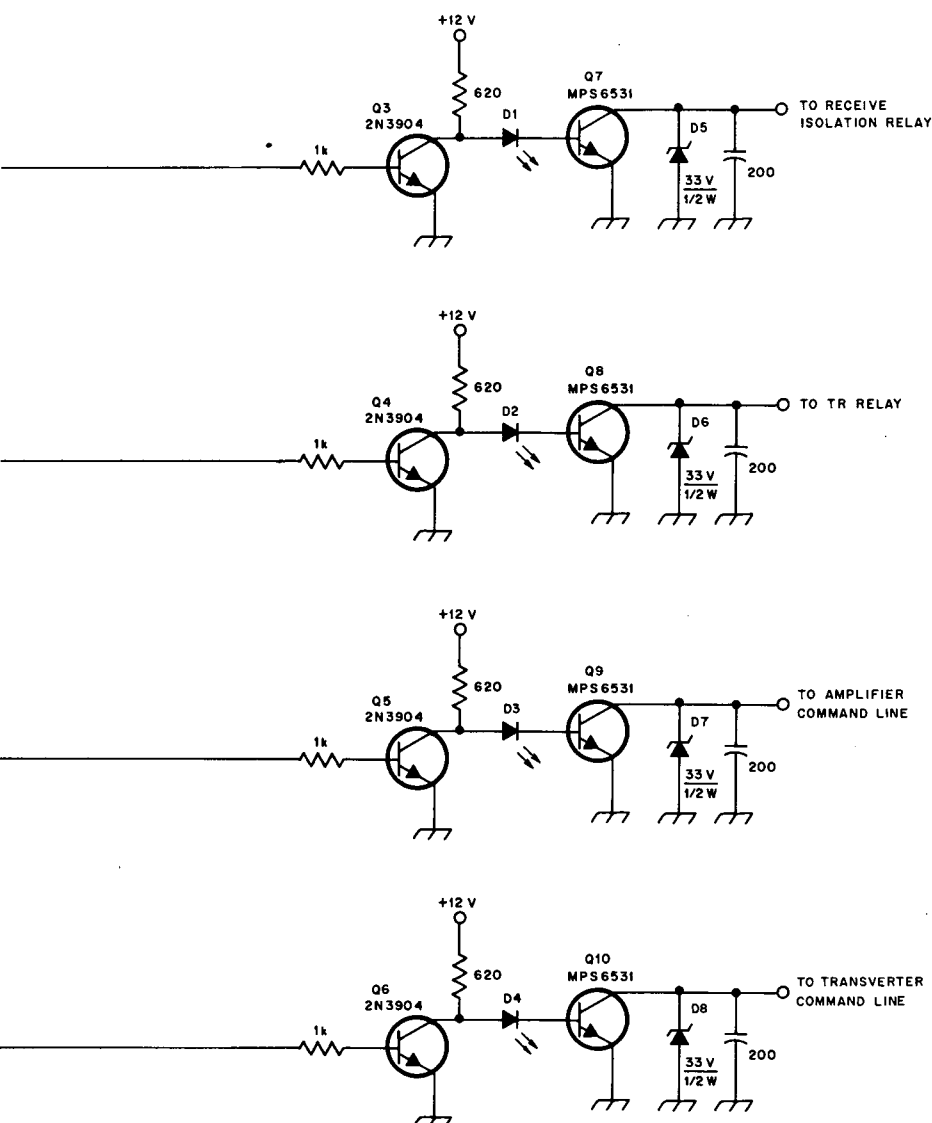 +12 V
620
Q3
2N3904
D1
Q7
MPS6531
1k
D5
33 V
1/2 W
200
TO RECEIVE
ISOLATION RELAY
+12 V
620
Q4
2N3904
D2
Q8
MPS6531
1k
D6
33 V
1/2 W
200
TO TR RELAY
+12 V
620
Q5
2N3904
D3
Q9
MPS6531
1k
D7
33 V
1/2 W
200
TO AMPLIFIER
COMMAND LINE
+12 V
620
Q6
2N3904
D4
Q10
MPS6531
1k
D8
33 V
1/2 W
200
TO TRANSVERTER
COMMAND LINE